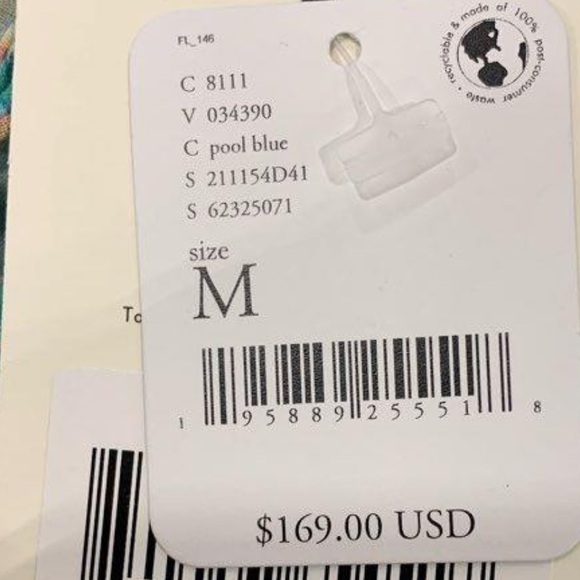 FL_146
recyclable & made of 100% post-consumer waste •
C 8111
V 034390
C pool blue
S 211154D41
S 62325071
size
M
To
1 95889 25551 8
$169.00 USD